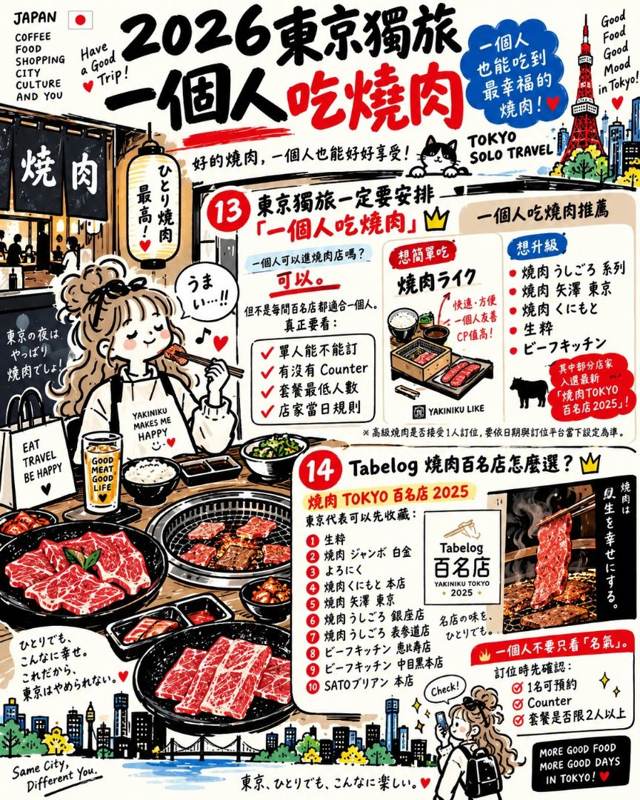 JAPAN
COFFEE
FOOD
SHOPPING
CITY
CULTURE
AND YOU
Have
a Good
Trip!
2026東京獨旅
一個人吃燒肉
一個人
也能吃到
最幸福的
燒肉！
Good
Food
Good
Mood
in Tokyo!
好的燒肉，一個人也能好好享受！
TOKYO
SOLO TRAVEL
焼肉
ひとり焼肉
最高！
うま
い…!!
東京の夜は
やっぱり
焼肉でしょ！
YAKINIKU
MAKES ME
HAPPY
EAT
TRAVEL
BE HAPPY
GOOD
MEAT
GOOD
LIFE
13 東京獨旅一定要安排
「一個人吃燒肉」
一個人可以進燒肉店嗎？
可以。
但不是每間百名店都適合一個人。
真正要看：
單人能不能訂
有沒有 Counter
套餐最低人數
店家當日規則
一個人吃燒肉推薦
想簡單吃
焼肉ライク
快速・方便
一個人友善
CP值高！
YAKINIKU LIKE
想升級
焼肉 うしごろ 系列
焼肉 矢澤 東京
焼肉 くにもと
生粋
ビーフキッチン
其中部分店家
入選最新
「焼肉TOKYO
百名店2025」！
※ 高級燒肉是否接受1人訂位，要依日期與訂位平台當下設定為準。
14 Tabelog 燒肉百名店怎麼選？
焼肉 TOKYO 百名店 2025
東京代表可以先收藏：
1 生粋
2 焼肉 ジャンボ 白金
3 よろにく
4 焼肉くにもと 本店
5 焼肉 矢澤 東京
6 焼肉 うしごろ 銀座店
7 焼肉 うしごろ 表参道店
8 ビーフキッチン 恵比寿店
9 ビーフキッチン 中目黒本店
10 SATOブリアン 本店
Tabelog
百名店
YAKINIKU TOKYO
2025
名店の味を、
ひとりでも。
焼肉は
人生を幸せにする。
一個人不要只看「名氣」。
訂位時先確認：
1名可預約
Counter
套餐是否限2人以上
Check!
ひとりでも、
こんなに幸せ。
これだから、
東京はやめられない。
Same City,
Different You.
東京、ひとりでも、こんなに楽しい。
MORE GOOD FOOD
MORE GOOD DAYS
IN TOKYO!